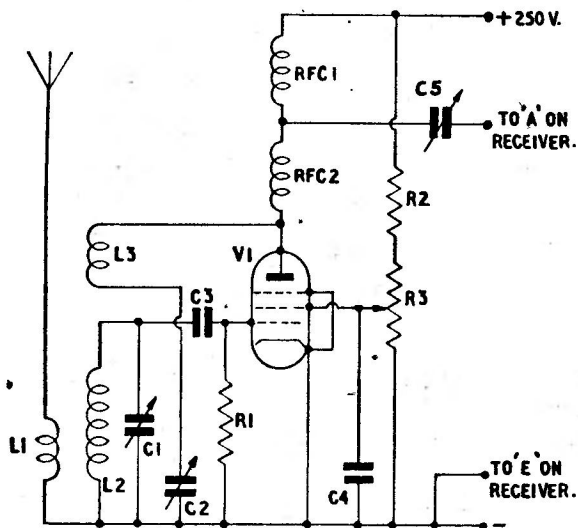 +250 V.
RFC1
C5
TO 'A' ON
RECEIVER.
RFC2
R2
L3
V1
C3
R3
R1
L1
C1
L2
C2
C4
TO 'E' ON
RECEIVER.
−